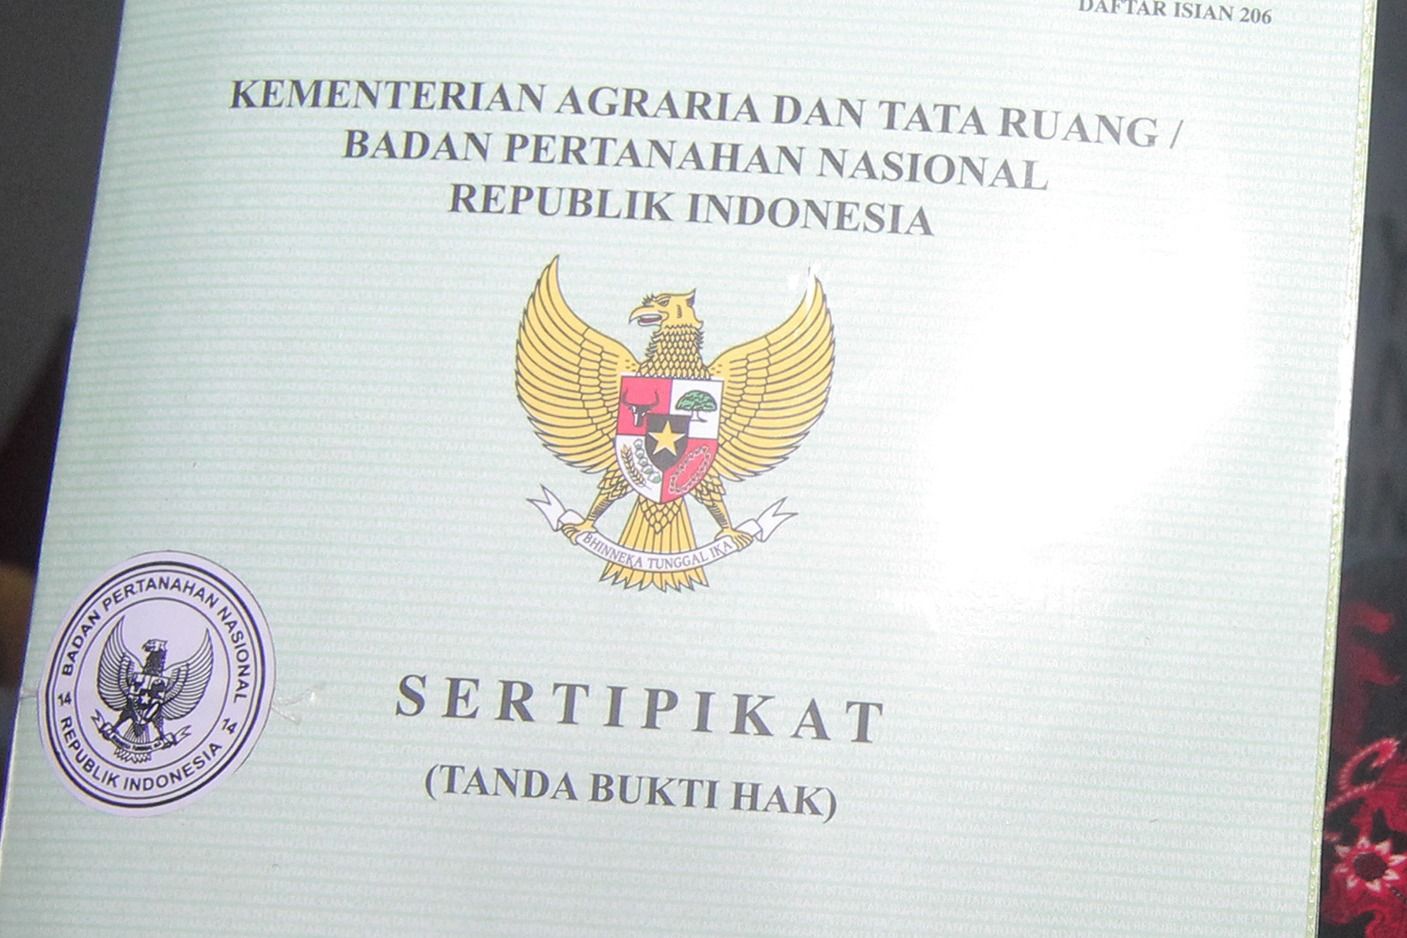 DAFTAR ISIAN 206
KEMENTERIAN AGRARIA DAN TATA RUANG /
BADAN PERTANAHAN NASIONAL
REPUBLIK INDONESIA
BHINNEKA TUNGGAL IKA
BADAN PERTANAHAN NASIONAL
14 14
REPUBLIK INDONESIA
SERTIPIKAT
(TANDA BUKTI HAK)